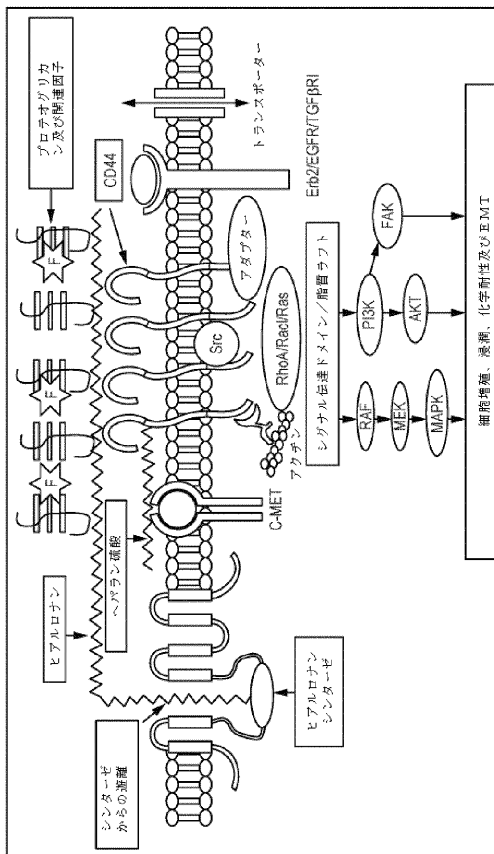 ヒアルロナン
プロテオグリカ
ン及び関連因子
F
F
F
シンターゼ
からの遊離
ヘパラン硫酸
CD44
ヒアルロナン
シンターゼ
C-MET
アクチン
Src
アダプター
RhoA/RacI/Ras
トランスポーター
Erb2/EGFR/TGFβRI
シグナル伝達ドメイン/脂質ラフト
RAF
MEK
MAPK
PI3K
AKT
FAK
細胞増殖、浸潤、化学耐性及びEMT